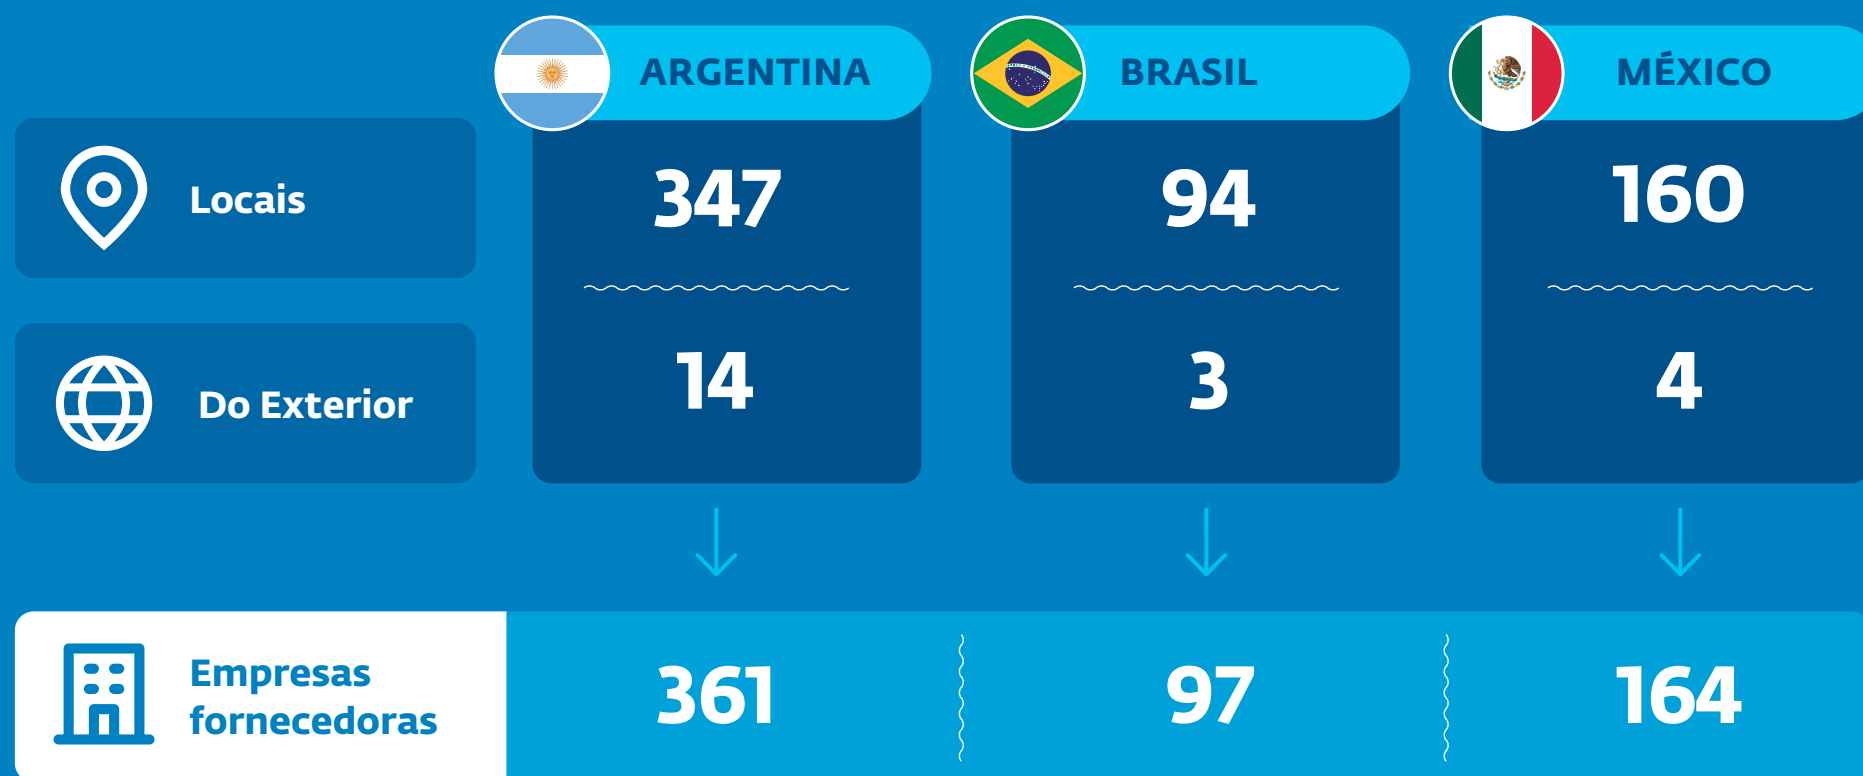 ARGENTINA BRASIL MÉXICO
Locais 347 94 160
Do Exterior 14 3 4
Empresas
fornecedoras 361 97 164